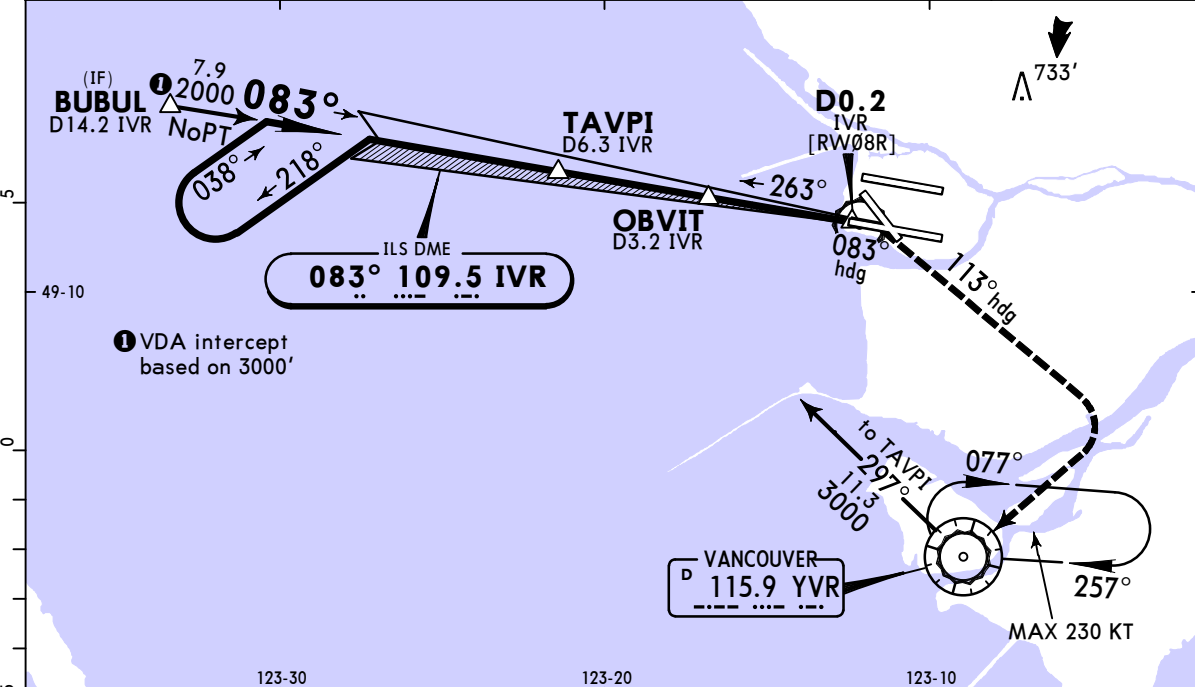 733'
(IF)
BUBUL
D14.2 IVR
1
7.9
2000
NoPT
083°
D0.2
IVR
[RWØ8R]
TAVPI
D6.3 IVR
038°
218°
263°
5
OBVIT
D3.2 IVR
083°
hdg
113° hdg
ILS DME
083° 109.5 IVR
49-10
1 VDA intercept
based on 3000'
0
to TAVPI
297°
11.3
3000
077°
VANCOUVER
D 115.9 YVR
257°
MAX 230 KT
123-30
123-20
123-10